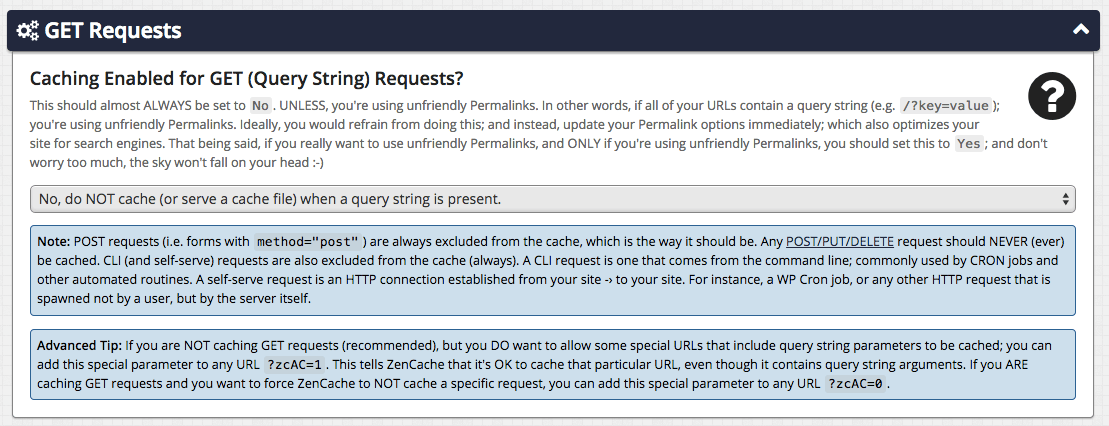 GET Requests
Caching Enabled for GET (Query String) Requests?
This should almost ALWAYS be set to No. UNLESS, you're using unfriendly Permalinks. In other words, if all of your URLs contain a query string (e.g. /?key=value);
you're using unfriendly Permalinks. Ideally, you would refrain from doing this; and instead, update your Permalink options immediately; which also optimizes your
site for search engines. That being said, if you really want to use unfriendly Permalinks, and ONLY if you're using unfriendly Permalinks, you should set this to Yes; and don't
worry too much, the sky won't fall on your head :-)
?
No, do NOT cache (or serve a cache file) when a query string is present.
Note: POST requests (i.e. forms with method="post") are always excluded from the cache, which is the way it should be. Any POST/PUT/DELETE request should NEVER (ever)
be cached. CLI (and self-serve) requests are also excluded from the cache (always). A CLI request is one that comes from the command line; commonly used by CRON jobs and
other automated routines. A self-serve request is an HTTP connection established from your site -› to your site. For instance, a WP Cron job, or any other HTTP request that is
spawned not by a user, but by the server itself.
Advanced Tip: If you are NOT caching GET requests (recommended), but you DO want to allow some special URLs that include query string parameters to be cached; you can
add this special parameter to any URL ?zcAC=1. This tells ZenCache that it's OK to cache that particular URL, even though it contains query string arguments. If you ARE
caching GET requests and you want to force ZenCache to NOT cache a specific request, you can add this special parameter to any URL ?zcAC=0.